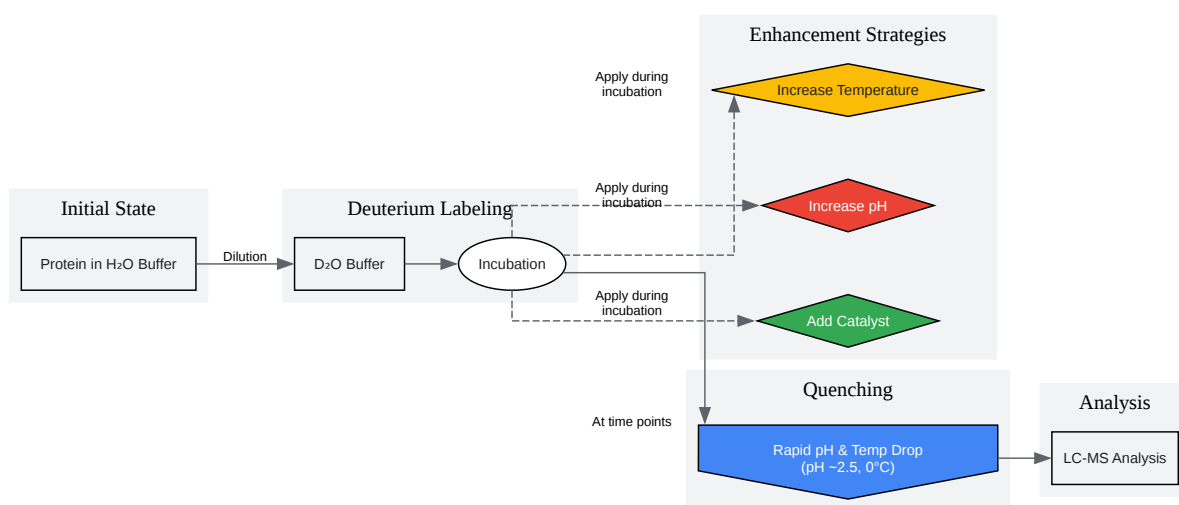 Enhancement Strategies
Apply during
incubation
Increase Temperature
Apply during
incubation
Increase pH
Initial State
Deuterium Labeling
Protein in H₂O Buffer
Dilution
D₂O Buffer
Incubation
Apply during
incubation
Add Catalyst
Quenching
At time points
Rapid pH & Temp Drop
(pH ~2.5, 0°C)
Analysis
LC-MS Analysis